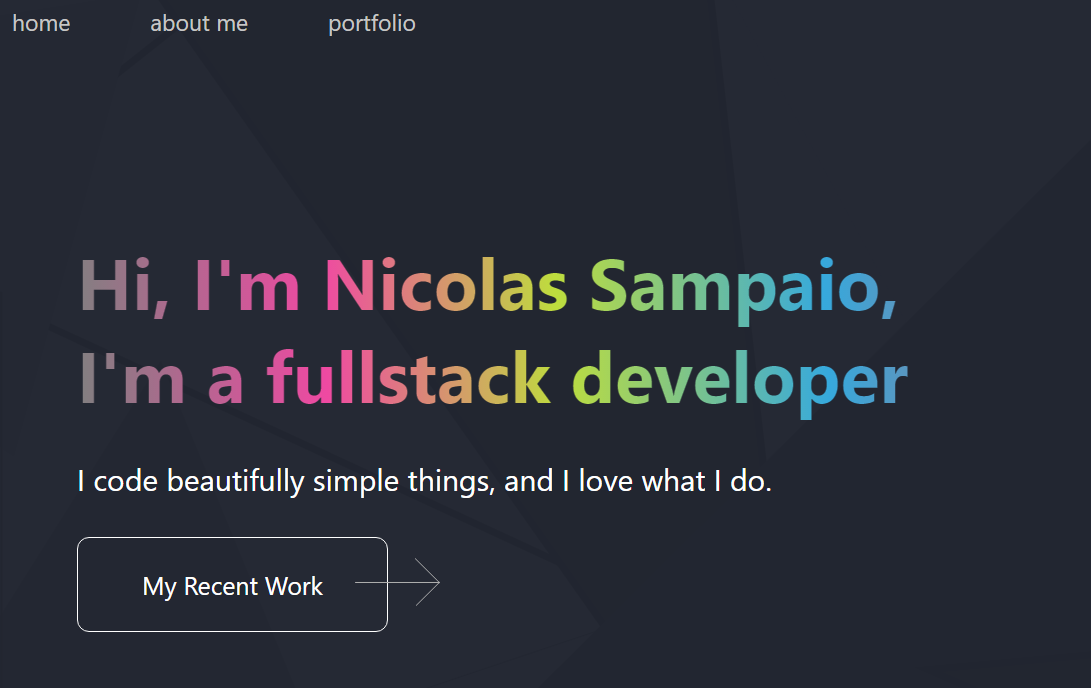 home about me portfolio
Hi, I'm Nicolas Sampaio,
I'm a fullstack developer
I code beautifully simple things, and I love what I do.
My Recent Work